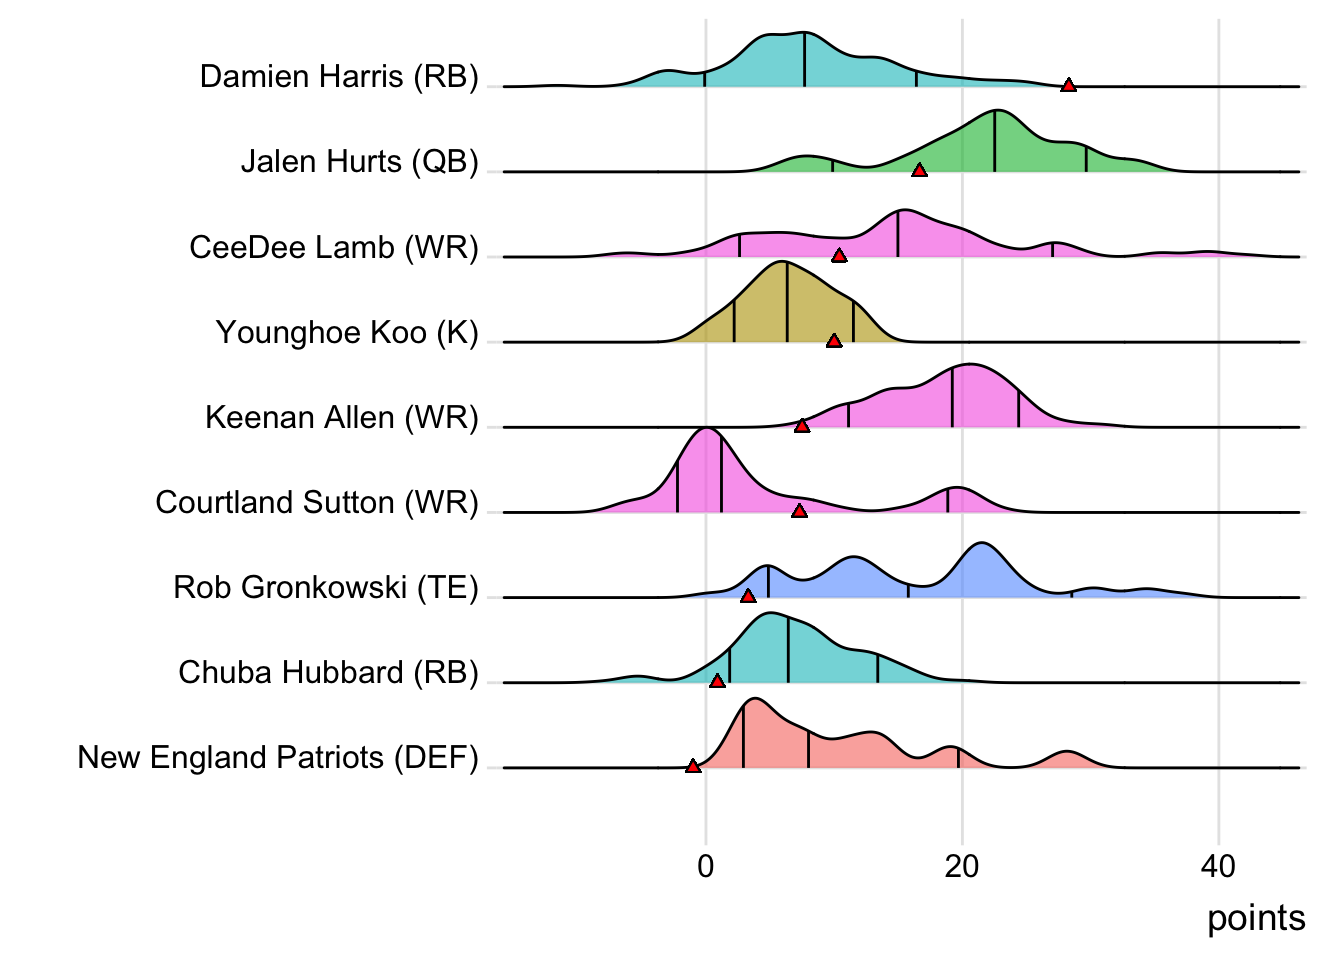 Damien Harris (RB)
Jalen Hurts (QB)
CeeDee Lamb (WR)
Younghoe Koo (K)
Keenan Allen (WR)
Courtland Sutton (WR)
Rob Gronkowski (TE)
Chuba Hubbard (RB)
New England Patriots (DEF)
0 20 40
points